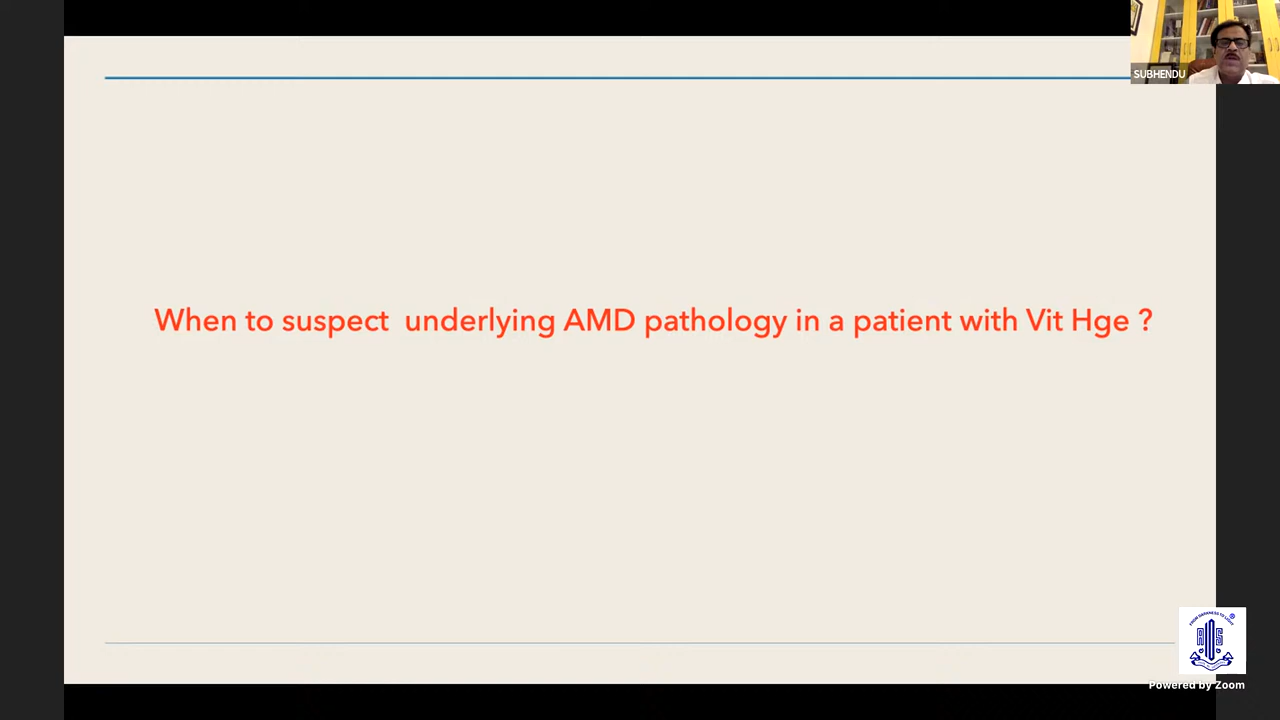 SUBHENDU
When to suspect underlying AMD pathology in a patient with Vit Hge ?
Powered by Zoom